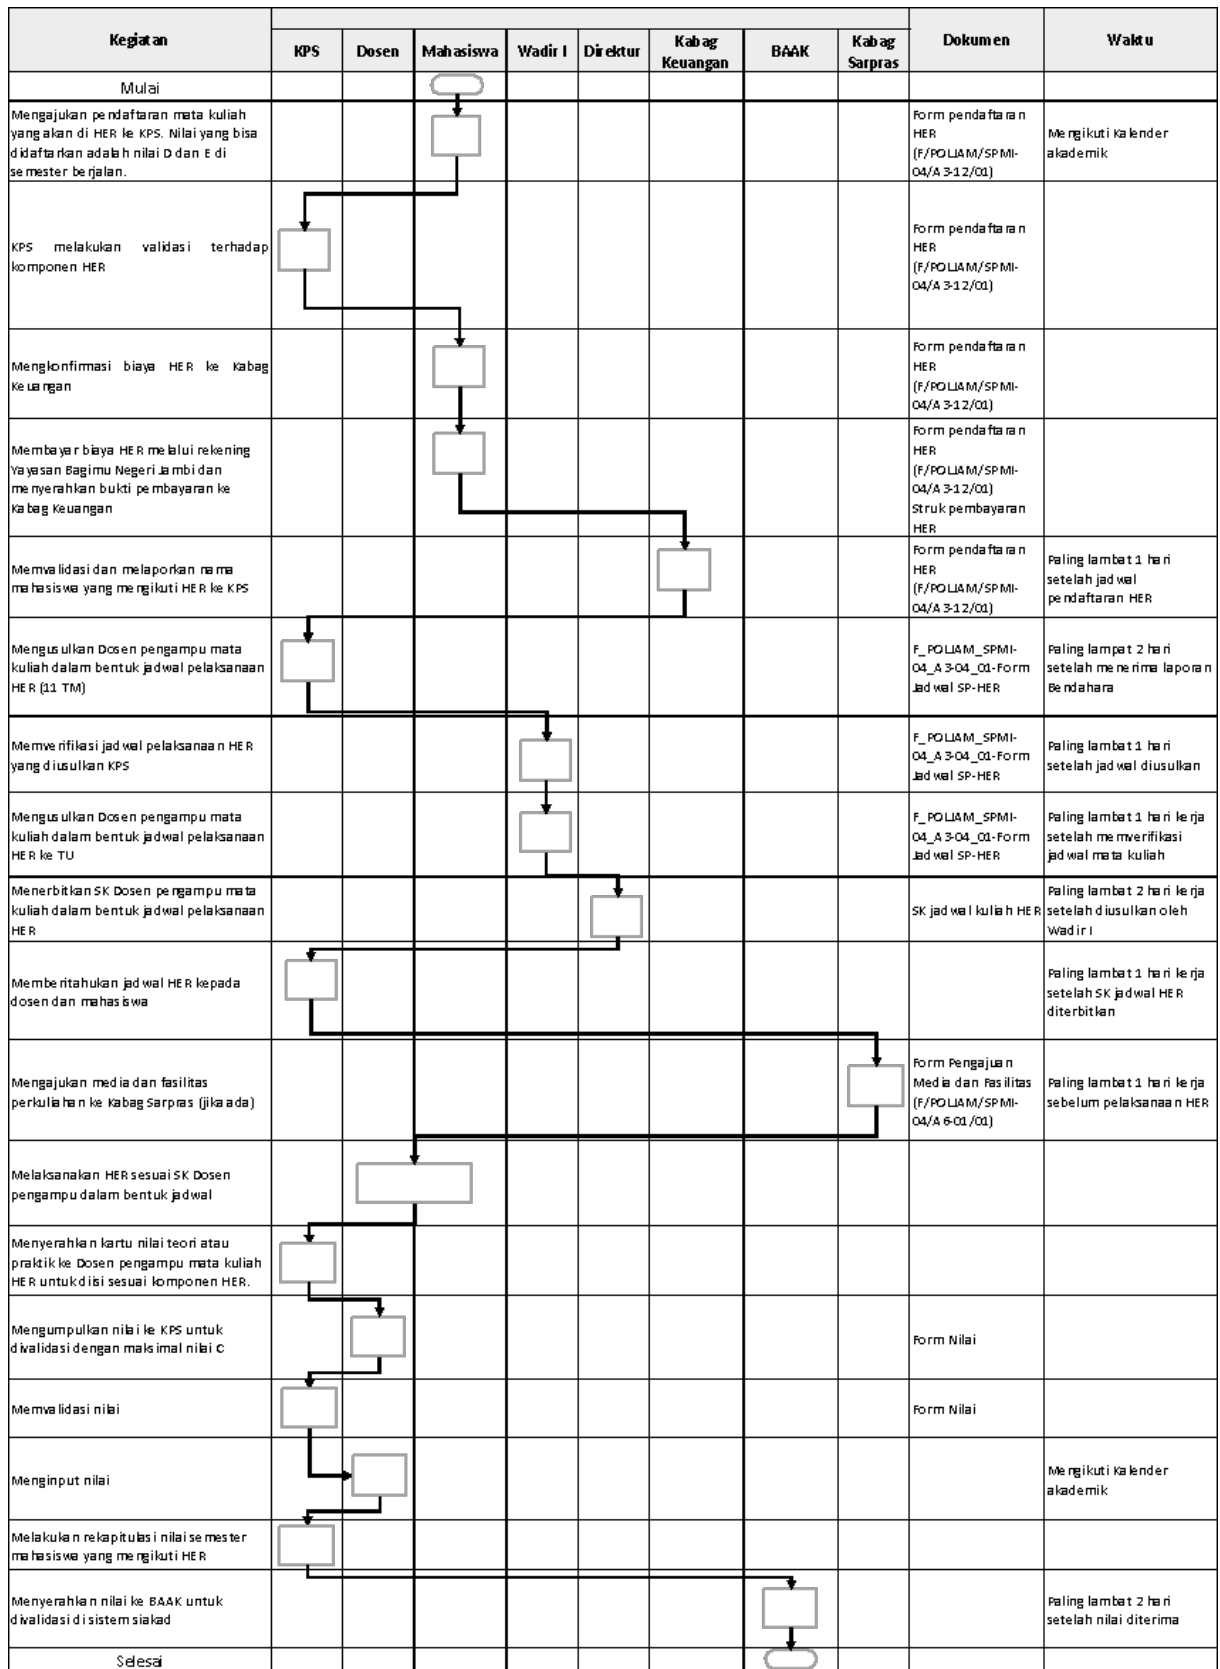 Kegiatan
KPS
Dosen
Mahasiswa
Wadir I
Direktur
Kabag
Keuangan
BAAK
Kabag
Sarpras
Dokumen
Waktu
Mulai
Mengajukan pendaftaran mata kuliah
yang akan di HER ke KPS. Nilai yang bisa
didaftarkan adalah nilai D dan E di
semester berjalan.
Form pendaftaran
HER
(F/POLIAM/SPMI-
04/A3-12/01)
Mengikuti Kalender
akademik
KPS melakukan validasi terhadap
komponen HER
Form pendaftaran
HER
(F/POLIAM/SPMI-
04/A3-12/01)
Mengkonfirmasi biaya HER ke Kabag
Keuangan
Form pendaftaran
HER
(F/POLIAM/SPMI-
04/A3-12/01)
Membayar biaya HER melalui rekening
Yayasan Bagimu Negeri Jambi dan
menyerahkan bukti pembayaran ke
Kabag Keuangan
Form pendaftaran
HER
(F/POLIAM/SPMI-
04/A3-12/01)
Struk pembayaran
HER
Memvalidasi dan melaporkan nama
mahasiswa yang mengikuti HER ke KPS
Form pendaftaran
HER
(F/POLIAM/SPMI-
04/A3-12/01)
Paling lambat 1 hari
setelah jadwal
pendaftaran HER
Mengusulkan Dosen pengampu mata
kuliah dalam bentuk jadwal pelaksanaan
HER (11 TM)
F_POLIAM_SPMI-
04_A3-04_01-Form
Jadwal SP-HER
Paling lampat 2 hari
setelah menerima laporan
Bendahara
Memverifikasi jadwal pelaksanaan HER
yang diusulkan KPS
F_POLIAM_SPMI-
04_A3-04_01-Form
Jadwal SP-HER
Paling lambat 1 hari
setelah jadwal diusulkan
Mengusulkan Dosen pengampu mata
kuliah dalam bentuk jadwal pelaksanaan
HER ke TU
F_POLIAM_SPMI-
04_A3-04_01-Form
Jadwal SP-HER
Paling lambat 1 hari kerja
setelah memverifikasi
jadwal mata kuliah
Menerbitkan SK Dosen pengampu mata
kuliah dalam bentuk jadwal pelaksanaan
HER
SK jadwal kuliah HER
Paling lambat 2 hari kerja
setelah diusulkan oleh
Wadir I
Memberitahukan jadwal HER kepada
dosen dan mahasiswa
Paling lambat 1 hari kerja
setelah SK jadwal HER
diterbitkan
Mengajukan media dan fasilitas
perkuliahan ke Kabag Sarpras (jika ada)
Form Pengajuan
Media dan Fasilitas
(F/POLIAM/SPMI-
04/A6-01/01)
Paling lambat 1 hari kerja
sebelum pelaksanaan HER
Melaksanakan HER sesuai SK Dosen
pengampu dalam bentuk jadwal
Menyerahkan kartu nilai teori atau
praktik ke Dosen pengampu mata kuliah
HER untuk diisi sesuai komponen HER.
Mengumpulkan nilai ke KPS untuk
divalidasi dengan maksimal nilai C
Form Nilai
Memvalidasi nilai
Form Nilai
Menginput nilai
Mengikuti Kalender
akademik
Melakukan rekapitulasi nilai semester
mahasiswa yang mengikuti HER
Menyerahkan nilai ke BAAK untuk
divalidasi di sistem siakad
Paling lambat 2 hari
setelah nilai diterima
Selesai